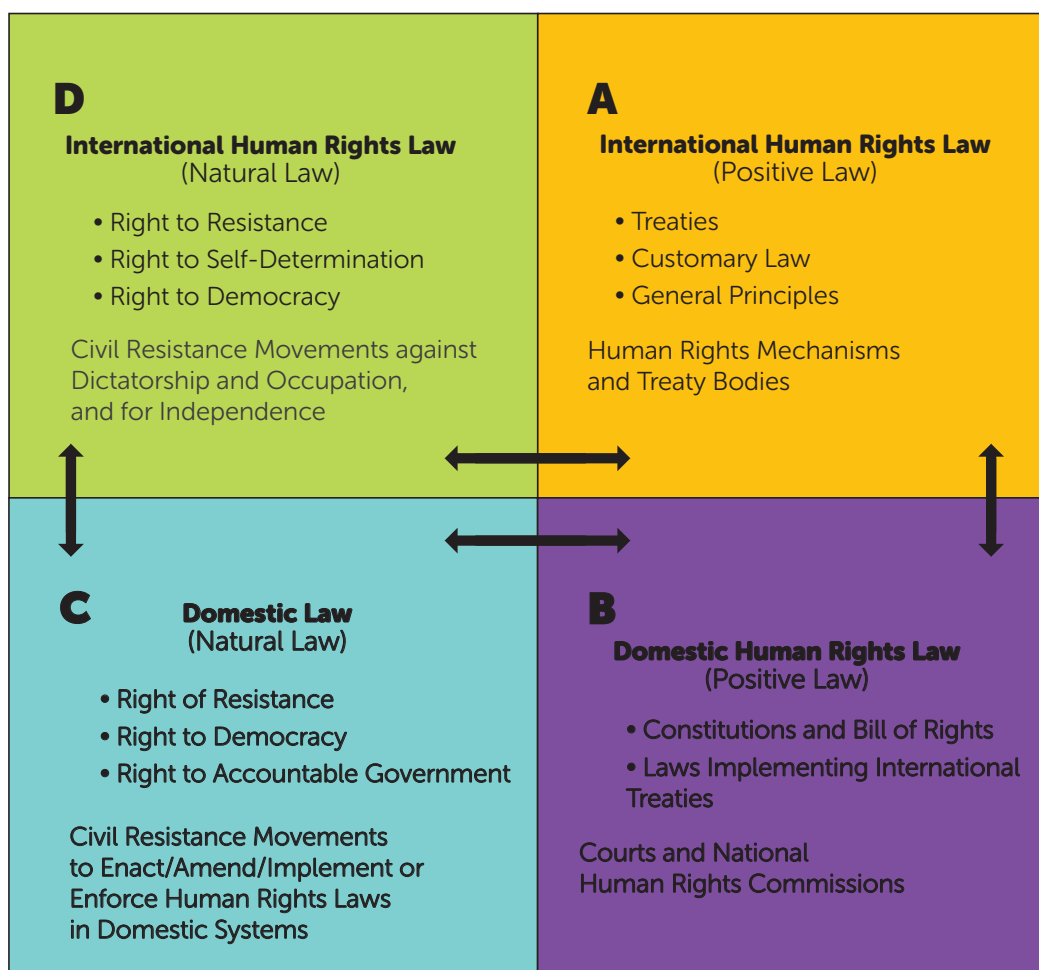 D
International Human Rights Law
(Natural Law)
• Right to Resistance
• Right to Self-Determination
• Right to Democracy
Civil Resistance Movements against
Dictatorship and Occupation,
and for Independence
A
International Human Rights Law
(Positive Law)
• Treaties
• Customary Law
• General Principles
Human Rights Mechanisms
and Treaty Bodies
C
Domestic Law
(Natural Law)
• Right of Resistance
• Right to Democracy
• Right to Accountable Government
Civil Resistance Movements
to Enact/Amend/Implement or
Enforce Human Rights Laws
in Domestic Systems
B
Domestic Human Rights Law
(Positive Law)
• Constitutions and Bill of Rights
• Laws Implementing International
Treaties
Courts and National
Human Rights Commissions